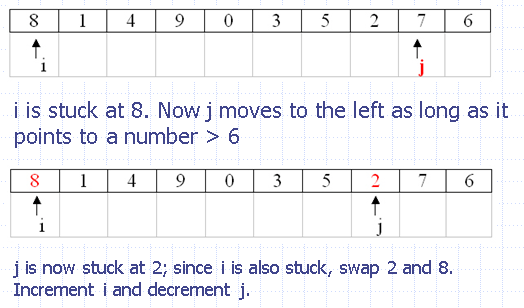 8 1 4 9 0 3 5 2 7 6
i j
i is stuck at 8. Now j moves to the left as long as it
points to a number > 6
8 1 4 9 0 3 5 2 7 6
i j
j is now stuck at 2; since i is also stuck, swap 2 and 8.
Increment i and decrement j.